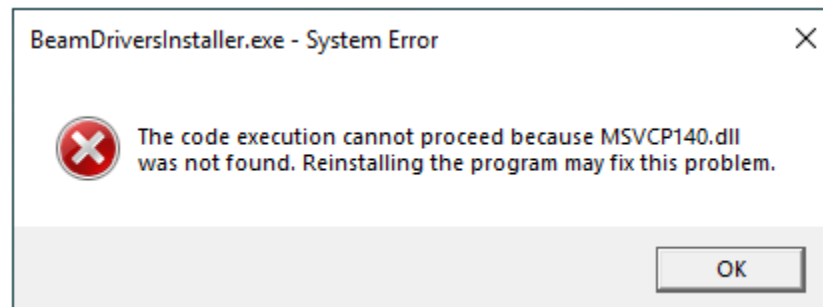 BeamDriversInstaller.exe - System Error
The code execution cannot proceed because MSVCP140.dll
was not found. Reinstalling the program may fix this problem.
OK